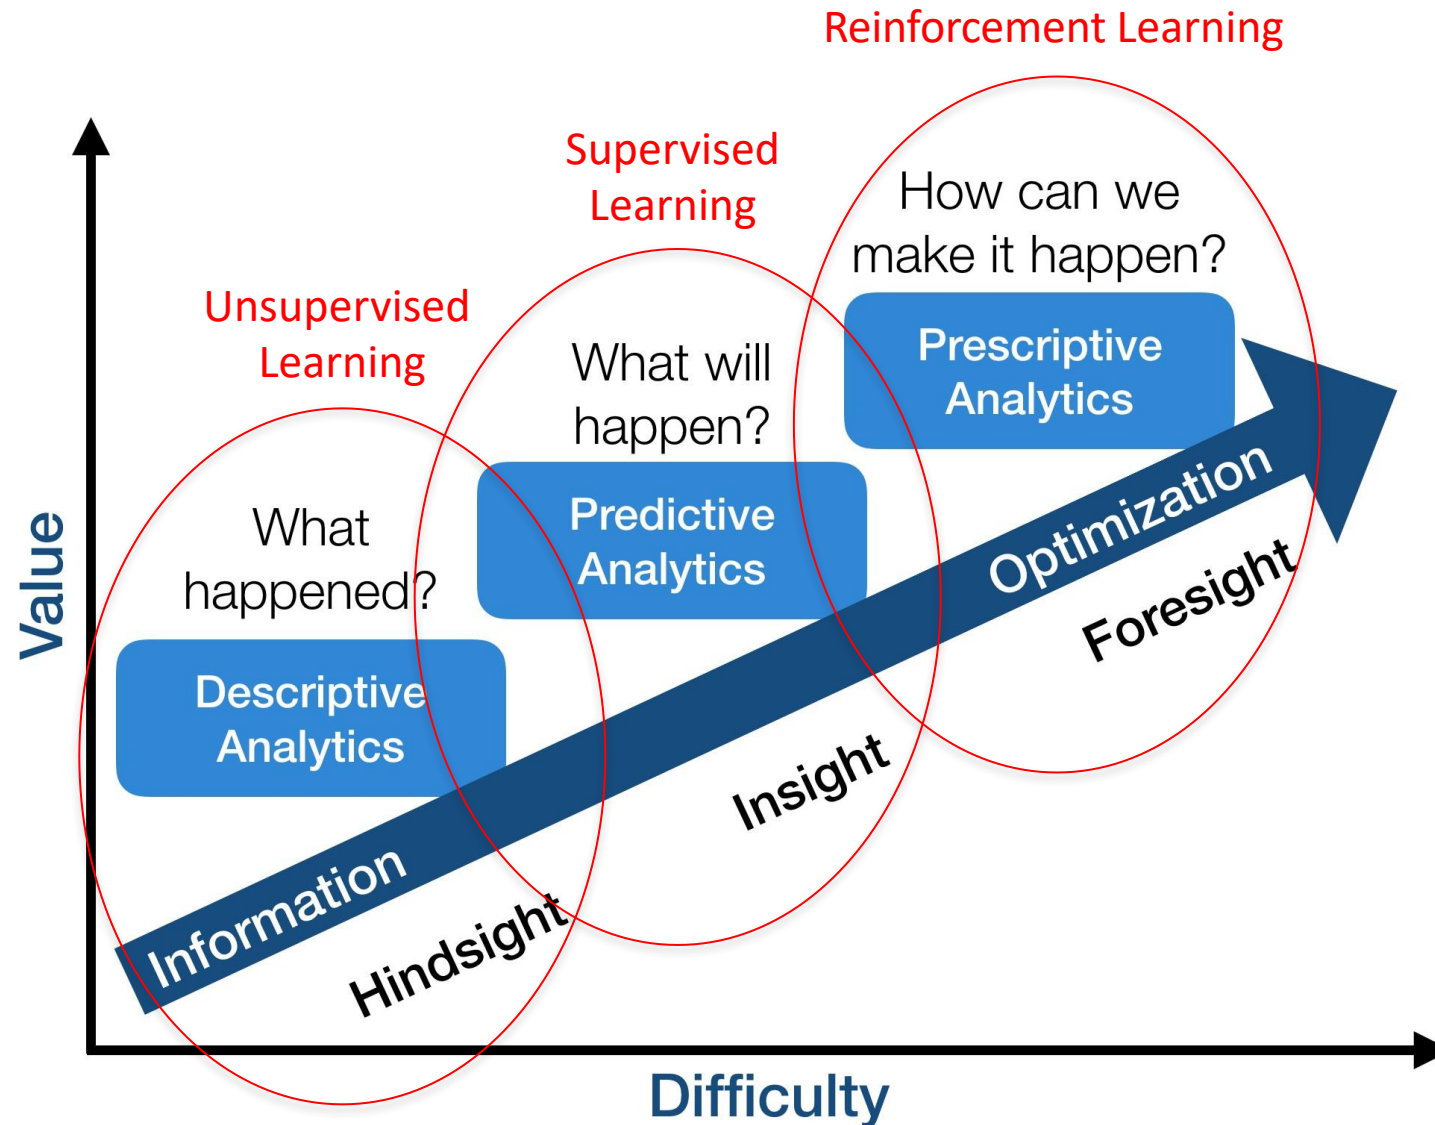 Reinforcement Learning
Supervised
Learning
How can we
make it happen?
Unsupervised
Learning
What will
happen?
Prescriptive
Analytics
What
happened?
Predictive
Analytics
Descriptive
Analytics
Value
Information
Optimization
Hindsight
Insight
Foresight
Difficulty